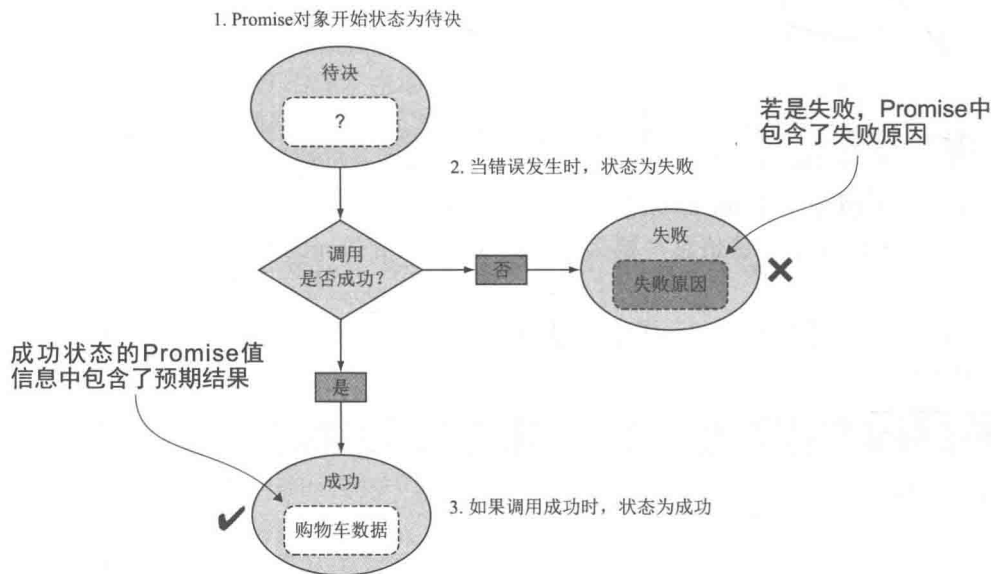 1. Promise对象开始状态为待决
待决
?
若是失败，Promise中
包含了失败原因
2. 当错误发生时，状态为失败
失败
失败原因
调用
是否成功?
否
成功状态的Promise值
信息中包含了预期结果
是
成功
购物车数据
3. 如果调用成功时，状态为成功